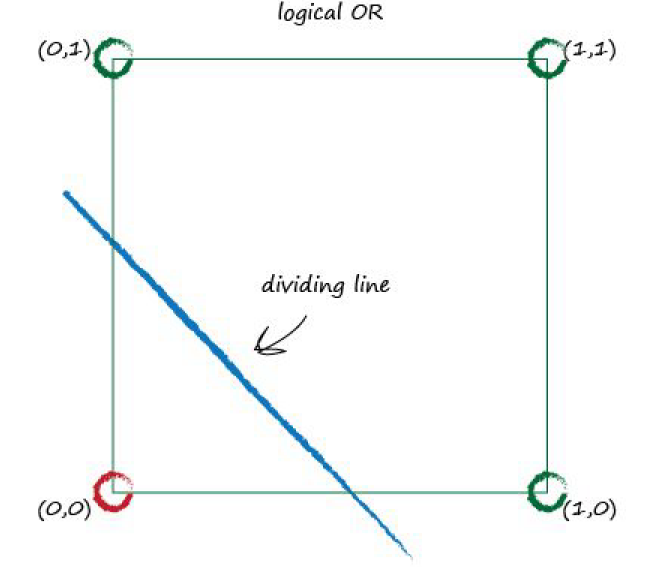 logical OR
(0,1)
(1,1)
dividing line
(0,0)
(1,0)